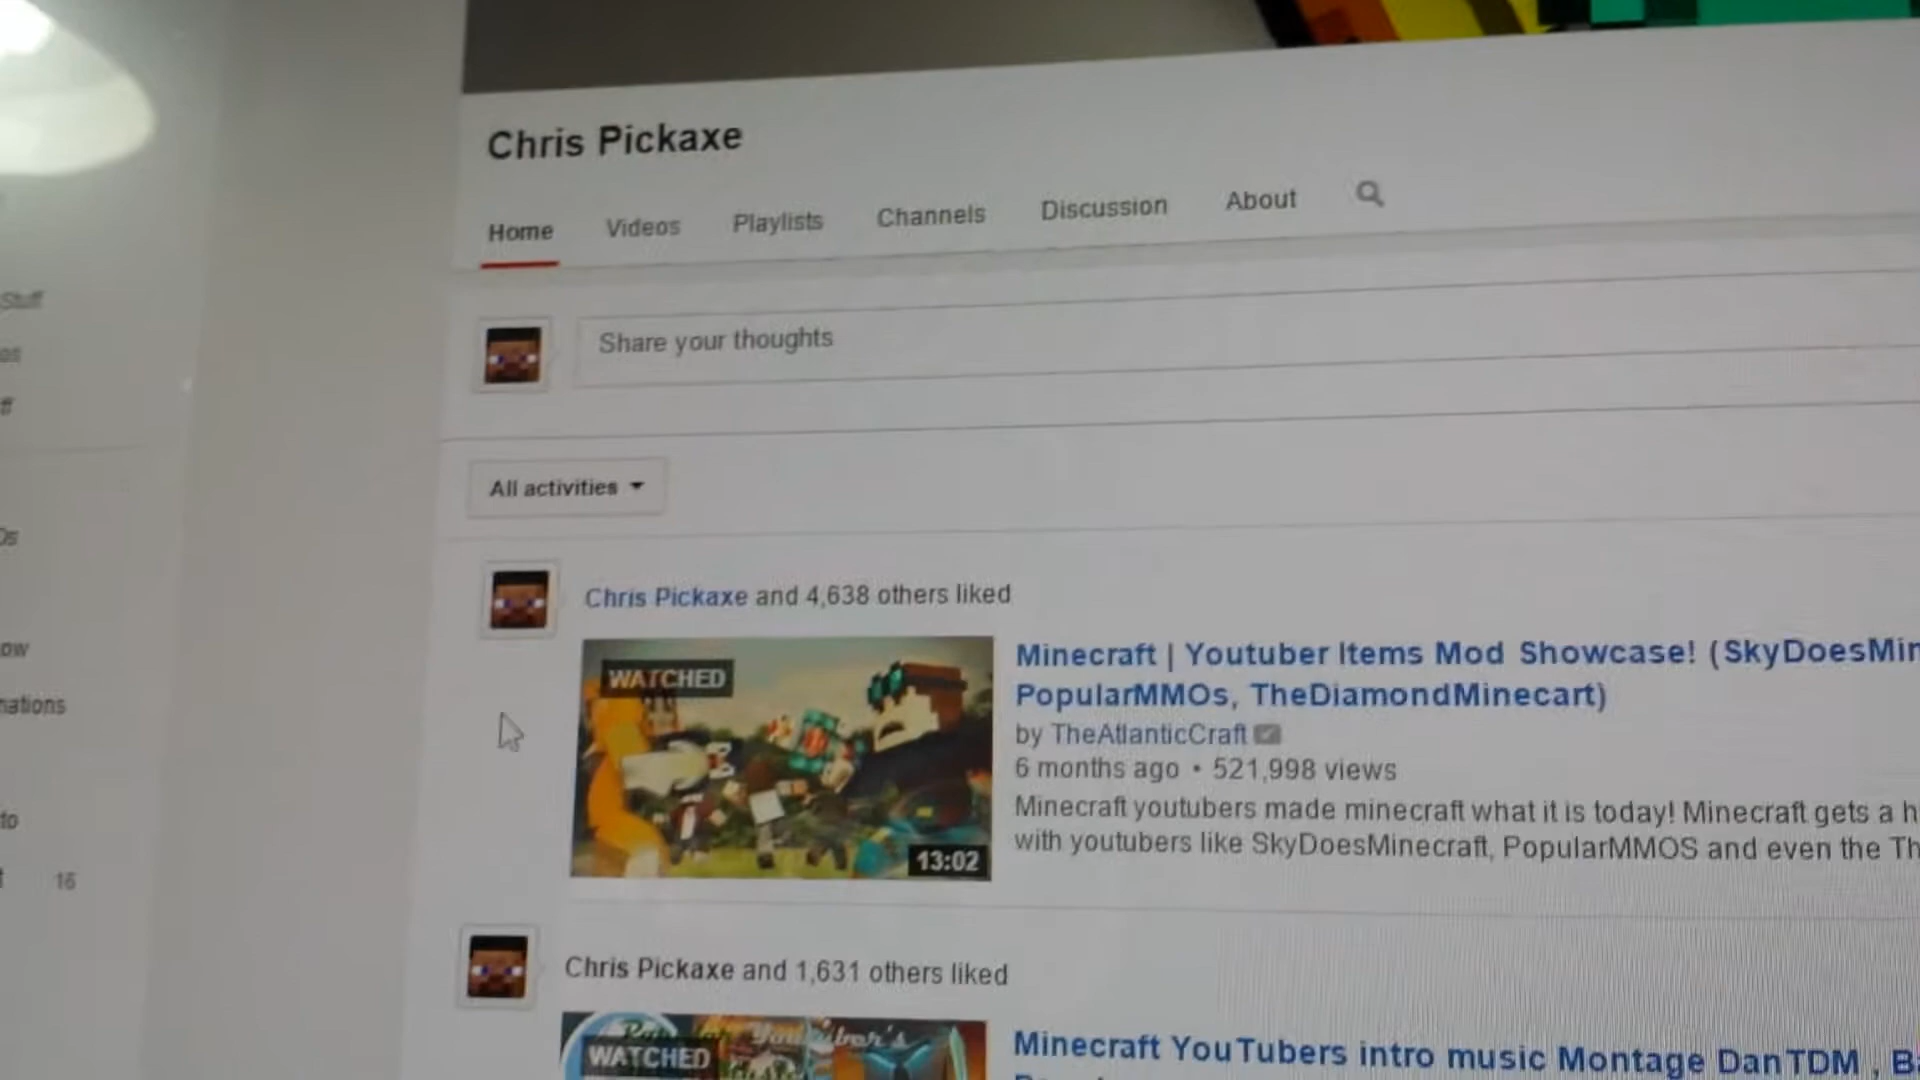 Chris Pickaxe
Home Videos Playlists Channels Discussion About
Stuff
Share your thoughts
All activities
Chris Pickaxe and 4,638 others liked
WATCHED
13:02
Minecraft | Youtuber Items Mod Showcase! (SkyDoesMin
PopularMMOs, TheDiamondMinecart)
by TheAtlanticCraft
6 months ago • 521,998 views
Minecraft youtubers made minecraft what it is today! Minecraft gets a h
with youtubers like SkyDoesMinecraft, PopularMMOS and even the Th
16
Chris Pickaxe and 1,631 others liked
WATCHED
Minecraft YouTubers intro music Montage DanTDM , B